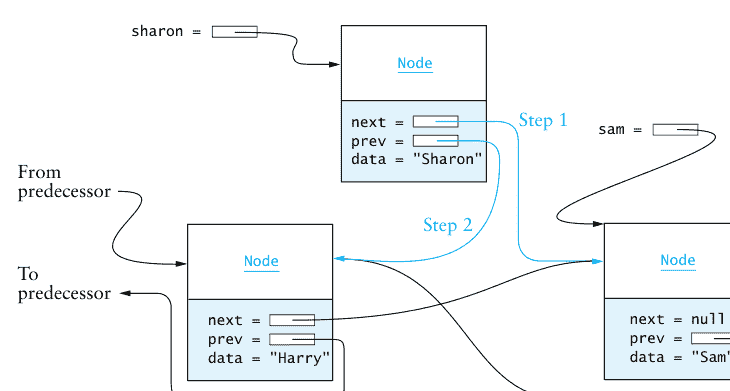 sharon =
Node
next =
prev =
data = "Sharon"
Step 1
sam =
From
predecessor
Step 2
Node
Node
To
predecessor
next =
prev =
data = "Harry"
next = null
prev =
data = "Sam"